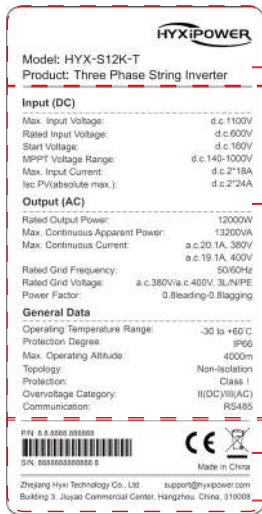 HYXIPOWER
Model: HYX-S12K-T
Product: Three Phase String Inverter
Input (DC)
Max. Input Voltage: d.c.1100V
Rated Input Voltage: d.c.600V
Start Voltage: d.c.160V
MPPT Voltage Range: d.c.140-1000V
Max. Input Current: d.c.2*18A
Isc PV(absolute max.): d.c.2*24A
Output (AC)
Rated Output Power: 12000W
Max. Continuous Apparent Power: 13200VA
Max. Continuous Current: a.c.20.1A, 380V
a.c.19.1A, 400V
Rated Grid Frequency: 50/60Hz
Rated Grid Voltage: a.c.380V/a.c.400V, 3L/N/PE
Power Factor: 0.8leading-0.8lagging
General Data
Operating Temperature Range: -30 to +60°C
Protection Degree: IP66
Max. Operating Altitude: 4000m
Topology: Non-Isolation
Protection: Class I
Overvoltage Category: II(DC)/III(AC)
Communication: RS485
P/N:
CE
S/N:
Made in China
Zhejiang Hyxi Technology Co., Ltd. support@hyxipower.com
Building 3, Jiuyao Commercial Center, Hangzhou, China, 310008